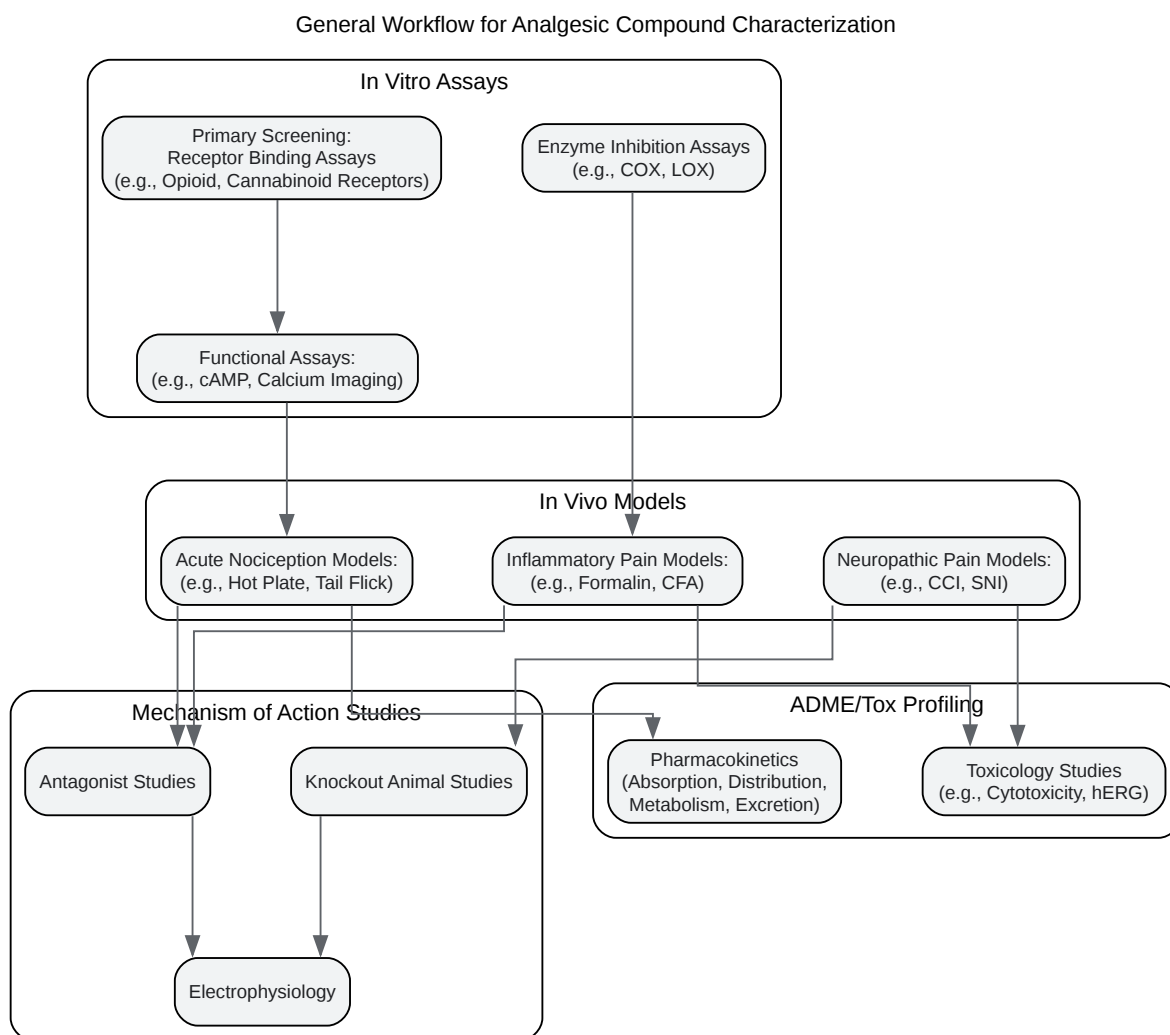 General Workflow for Analgesic Compound Characterization
In Vitro Assays
Primary Screening:
Receptor Binding Assays
(e.g., Opioid, Cannabinoid Receptors)
Enzyme Inhibition Assays
(e.g., COX, LOX)
Functional Assays:
(e.g., cAMP, Calcium Imaging)
In Vivo Models
Acute Nociception Models:
(e.g., Hot Plate, Tail Flick)
Inflammatory Pain Models:
(e.g., Formalin, CFA)
Neuropathic Pain Models:
(e.g., CCI, SNI)
Mechanism of Action Studies
Antagonist Studies
Knockout Animal Studies
Electrophysiology
ADME/Tox Profiling
Pharmacokinetics
(Absorption, Distribution,
Metabolism, Excretion)
Toxicology Studies
(e.g., Cytotoxicity, hERG)